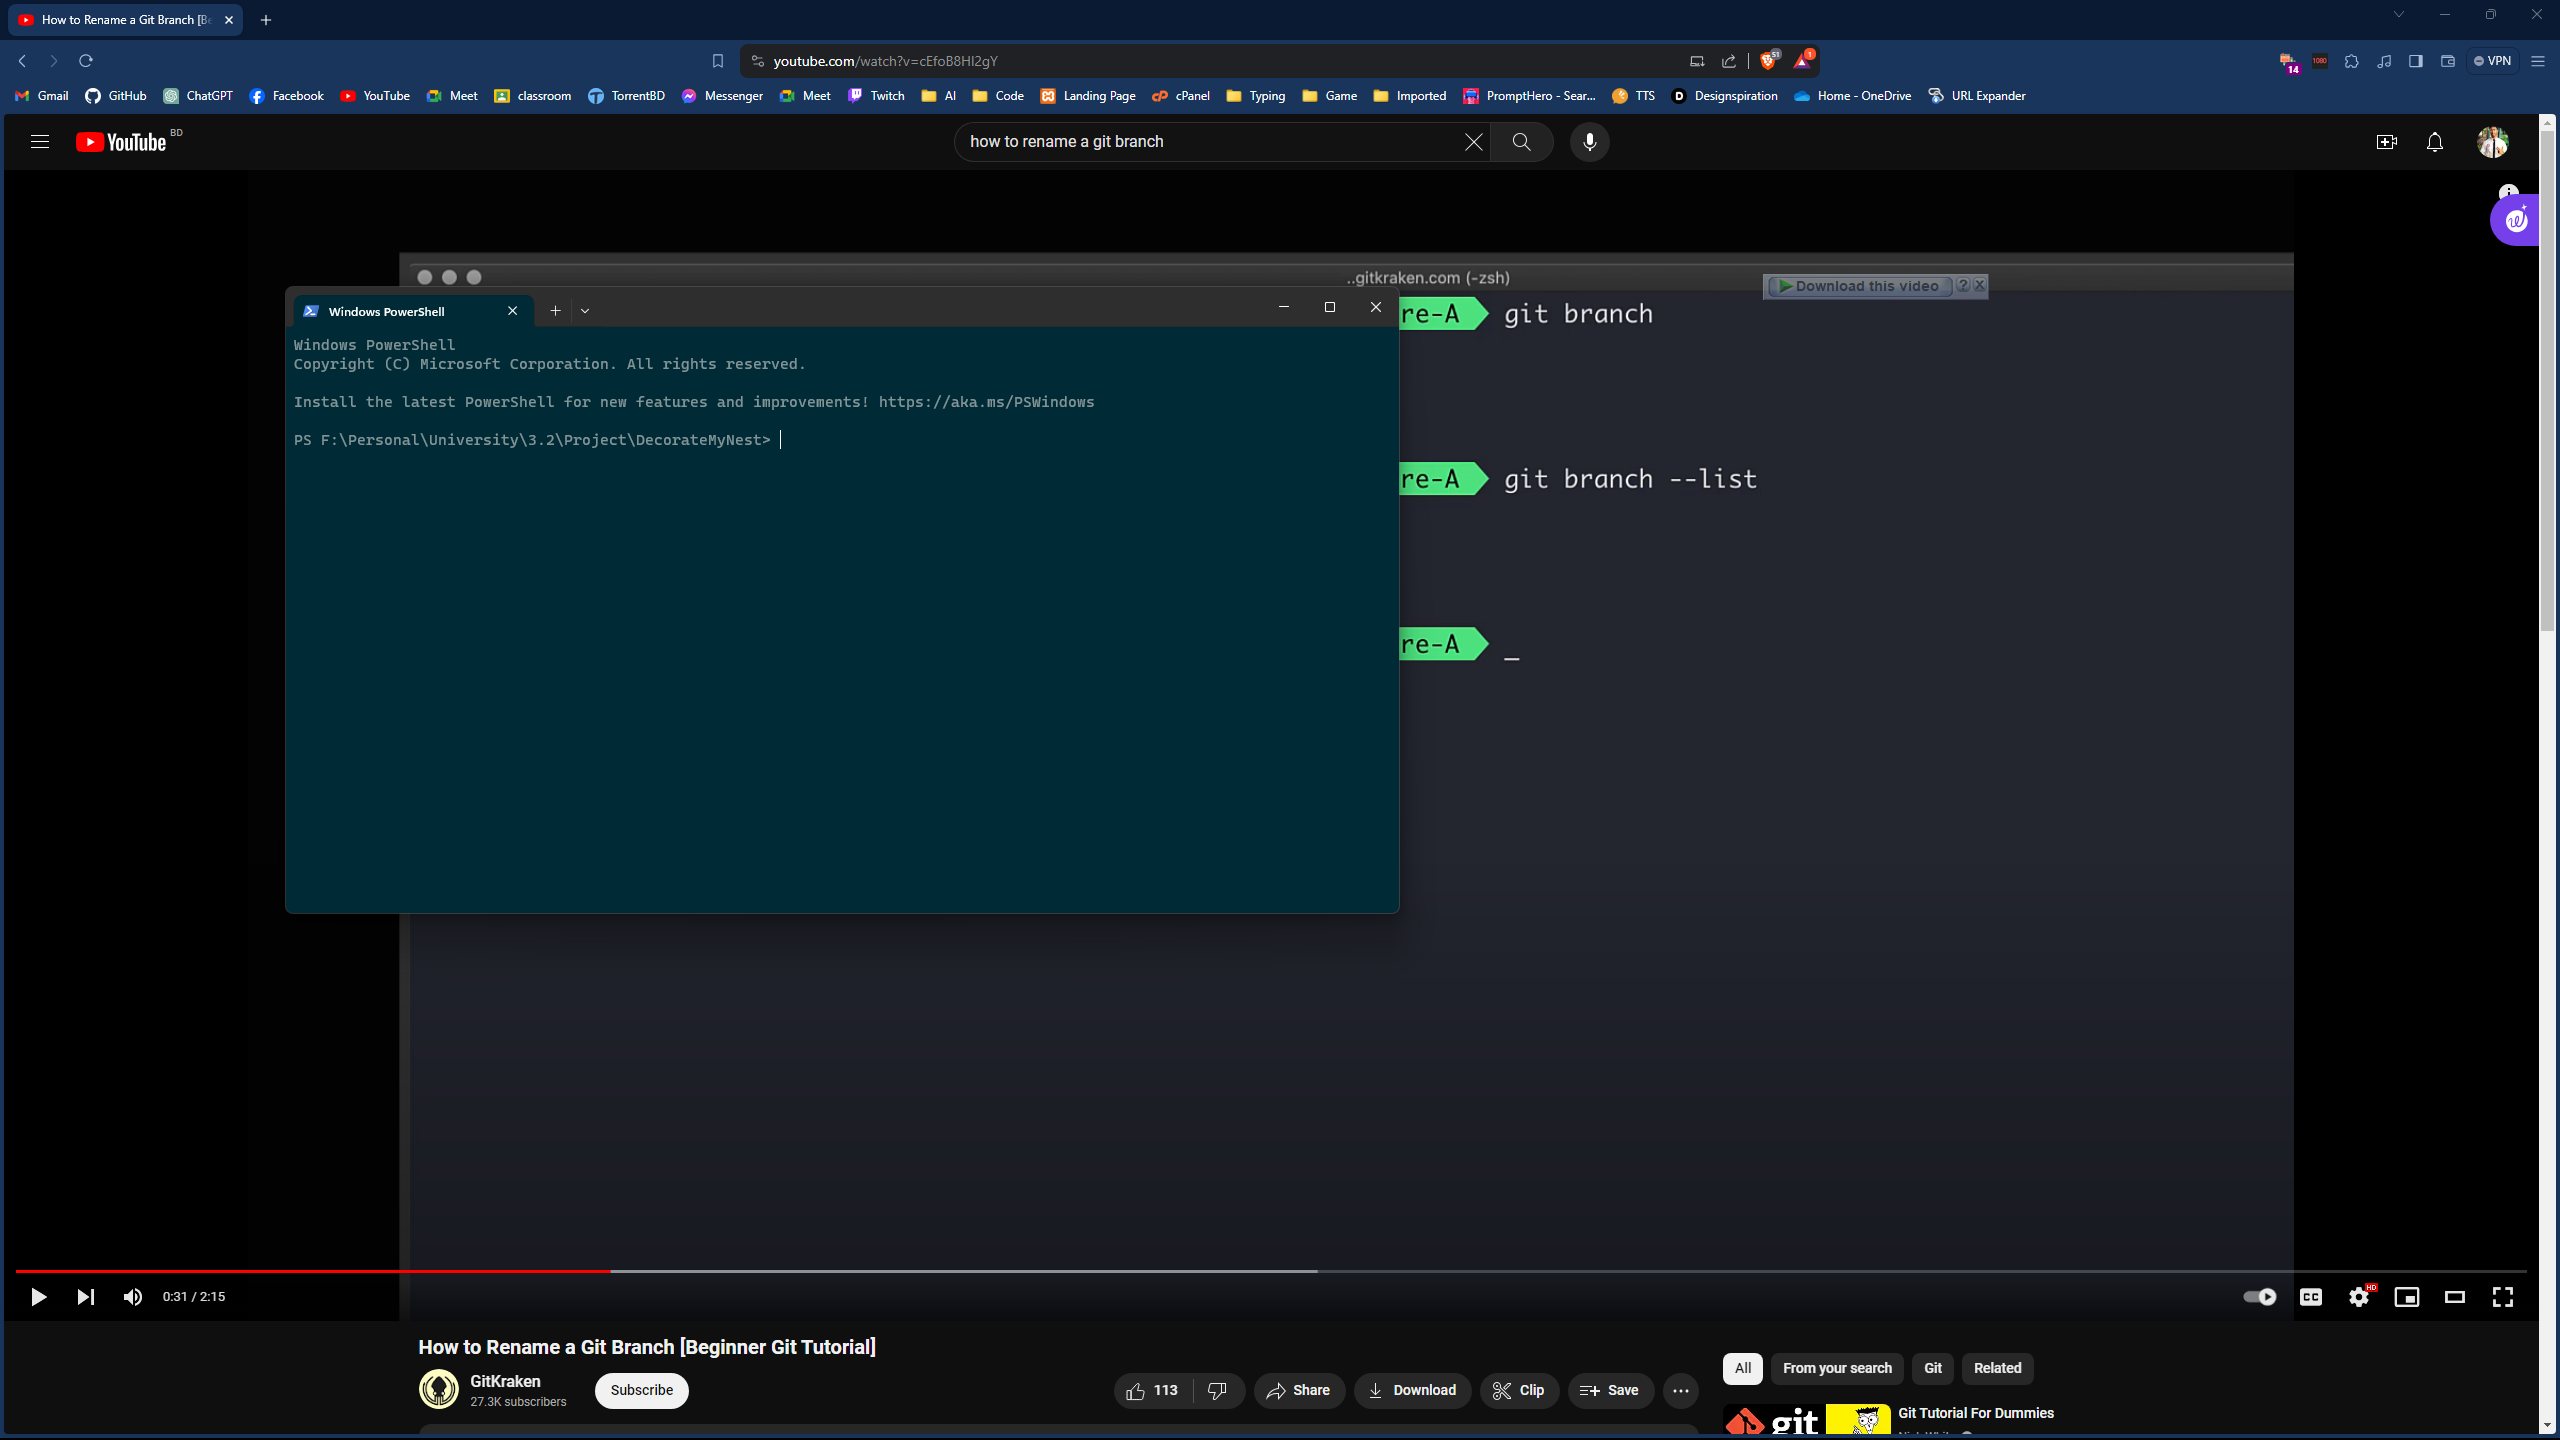 How to Rename a Git Branch [Be
youtube.com/watch?v=cEfoB8HI2gY
51
1
14
1080
VPN
Gmail GitHub ChatGPT Facebook YouTube Meet classroom TorrentBD Messenger Meet Twitch AI Code Landing Page cPanel Typing Game Imported PromptHero - Sear... TTS Designspiration Home - OneDrive URL Expander
YouTube BD
how to rename a git branch
..gitkraken.com (-zsh)
Download this video ? X
Windows PowerShell
re-A git branch
Windows PowerShell
Copyright (C) Microsoft Corporation. All rights reserved.
Install the latest PowerShell for new features and improvements! https://aka.ms/PSWindows
PS F:\Personal\University\3.2\Project\DecorateMyNest>
re-A git branch --list
re-A _
0:31 / 2:15
CC
HD
How to Rename a Git Branch [Beginner Git Tutorial]
GitKraken
27.3K subscribers
Subscribe
113
Share
Download
Clip
Save
All
From your search
Git
Related
git
Git Tutorial For Dummies